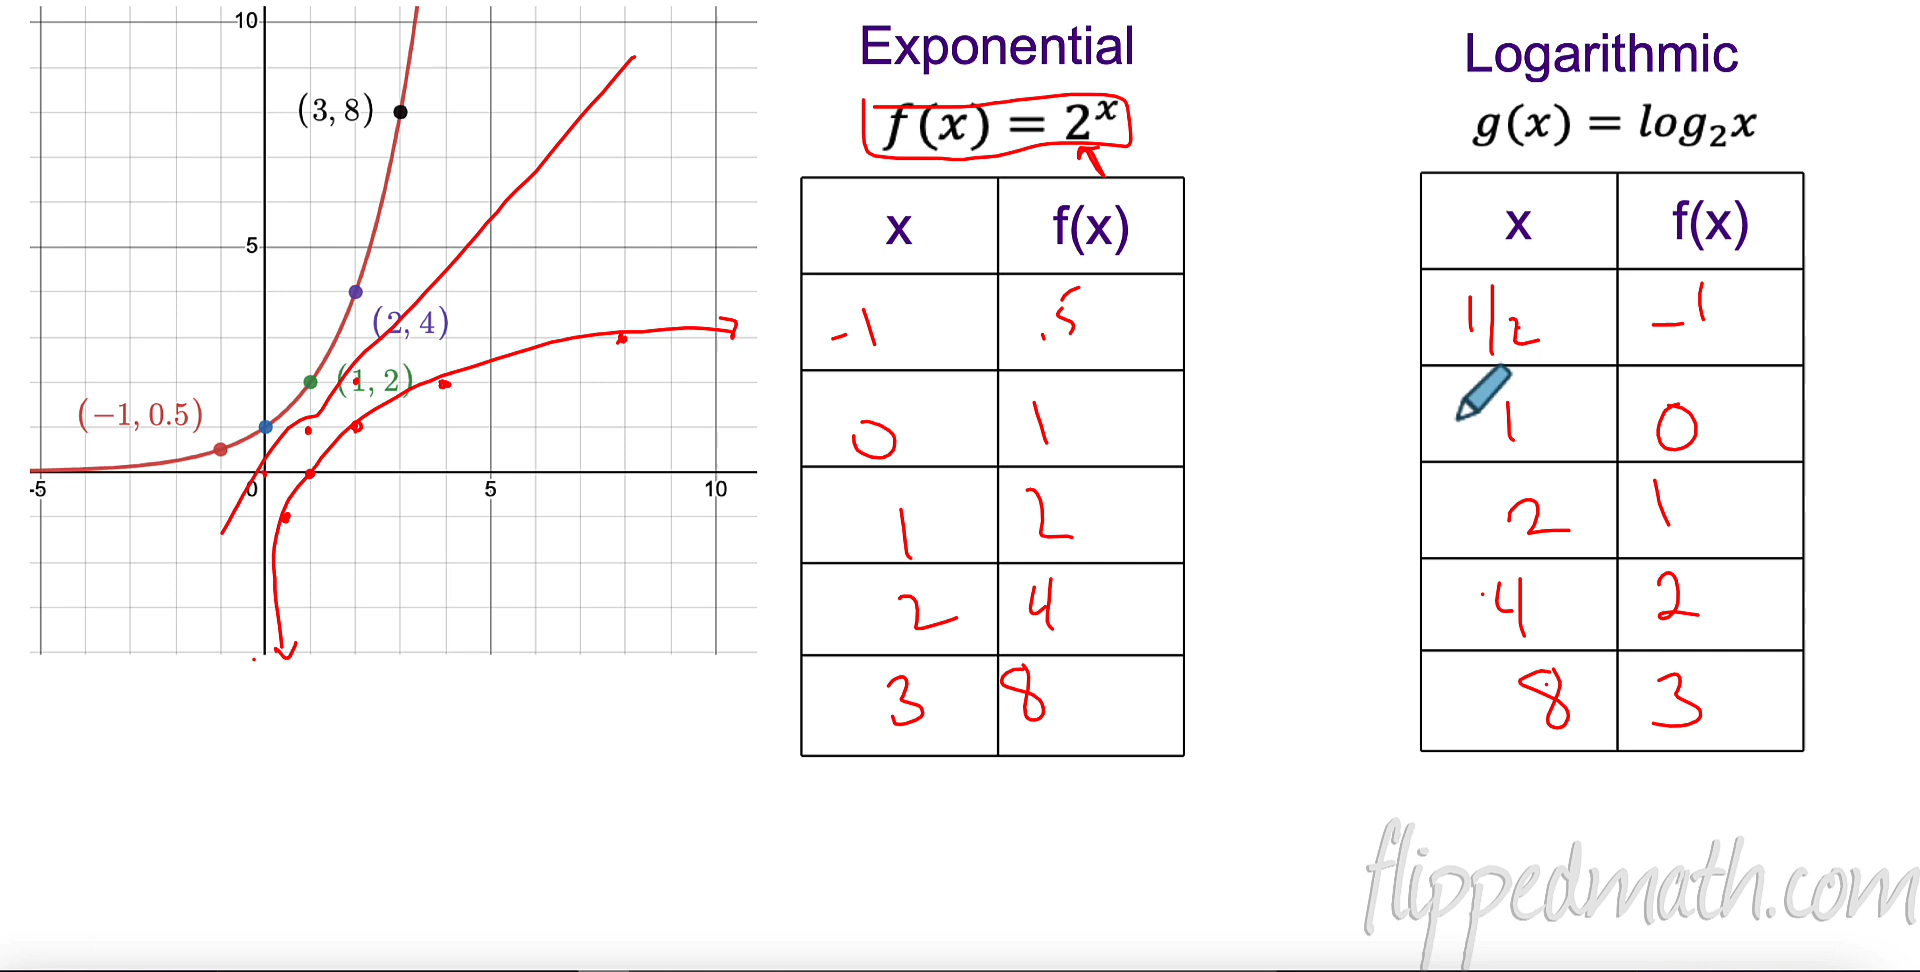 10
(3, 8)
5
(2, 4)
(1, 2)
(−1, 0.5)
-5
0
5
10
Exponential
f(x) = 2ˣ
x f(x)
-1 .5
0 1
1 2
2 4
3 8
Logarithmic
g(x) = log₂x
x f(x)
1/2 -1
1 0
2 1
4 2
8 3
flippedmath.com